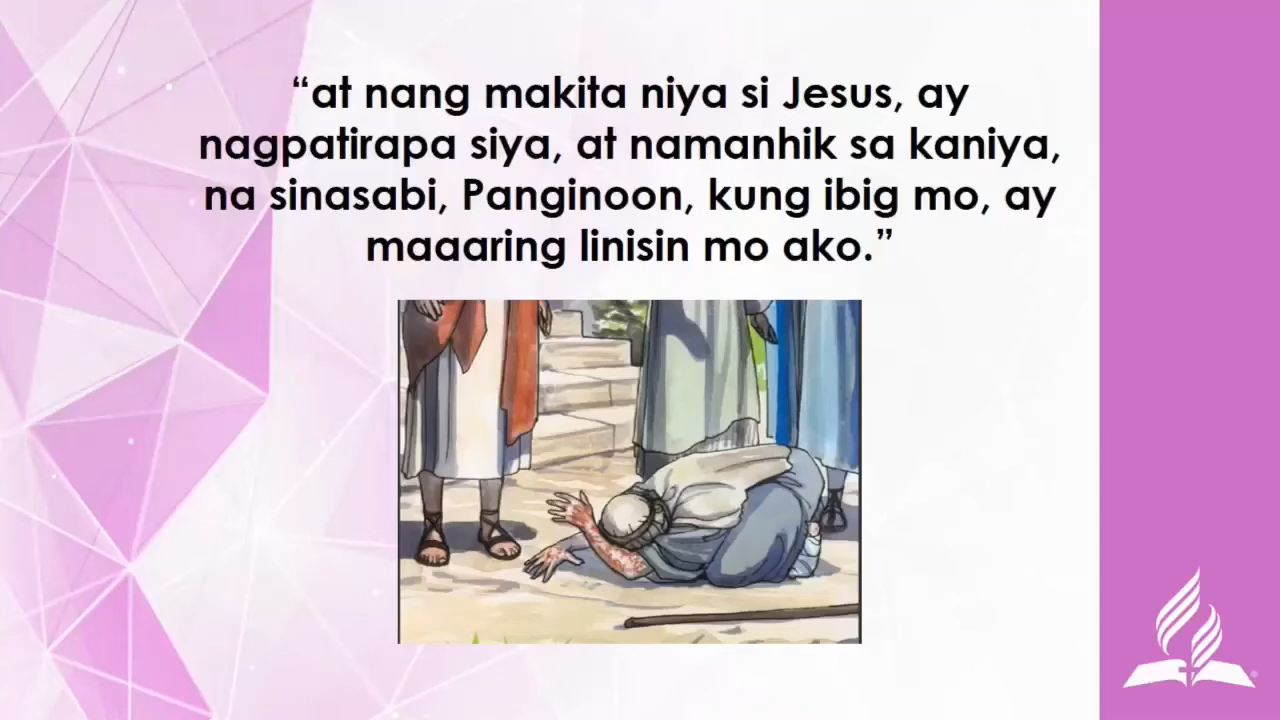 “at nang makita niya si Jesus, ay
nagpatirapa siya, at namanhik sa kaniya,
na sinasabi, Panginoon, kung ibig mo, ay
maaaring linisin mo ako.”